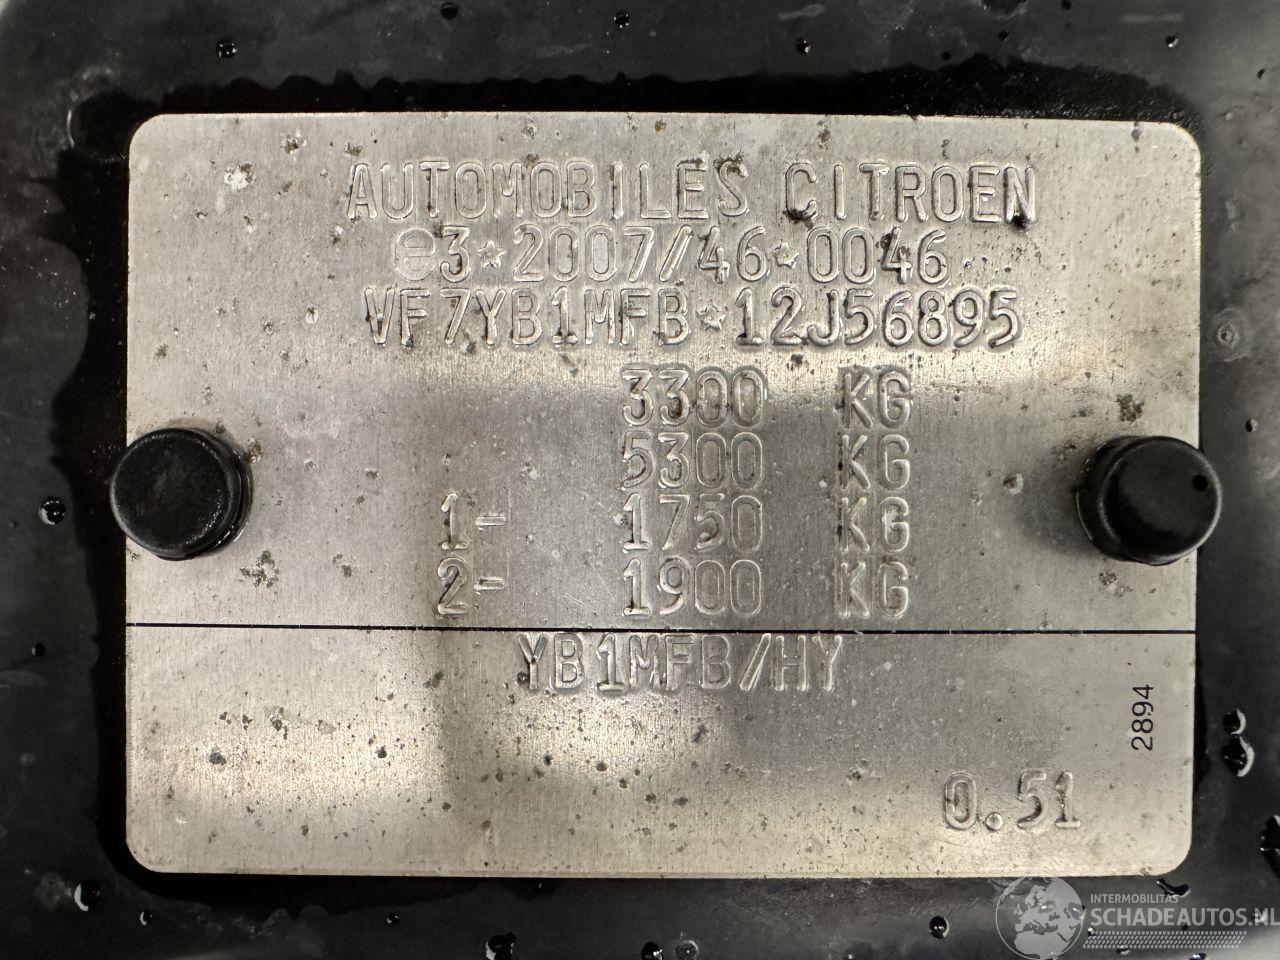 AUTOMOBILES CITROEN
e3*2007/46*0046
VF7YB1MFB*12J56895
3300 KG
5300 KG
1- 1750 KG
2- 1900 KG
YB1MFB/HY
2894
0.51
INTERMOBILITAS
SCHADEAUTOS.NL